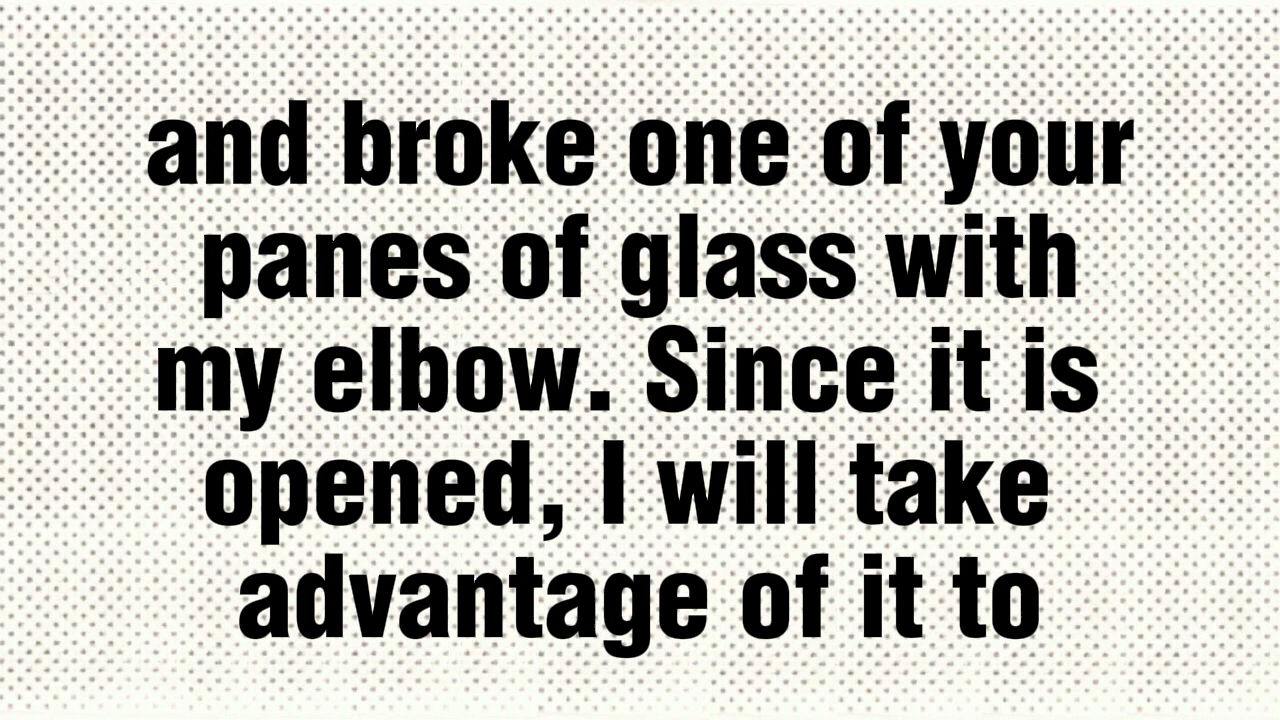 and broke one of your
panes of glass with
my elbow. Since it is
opened, I will take
advantage of it to